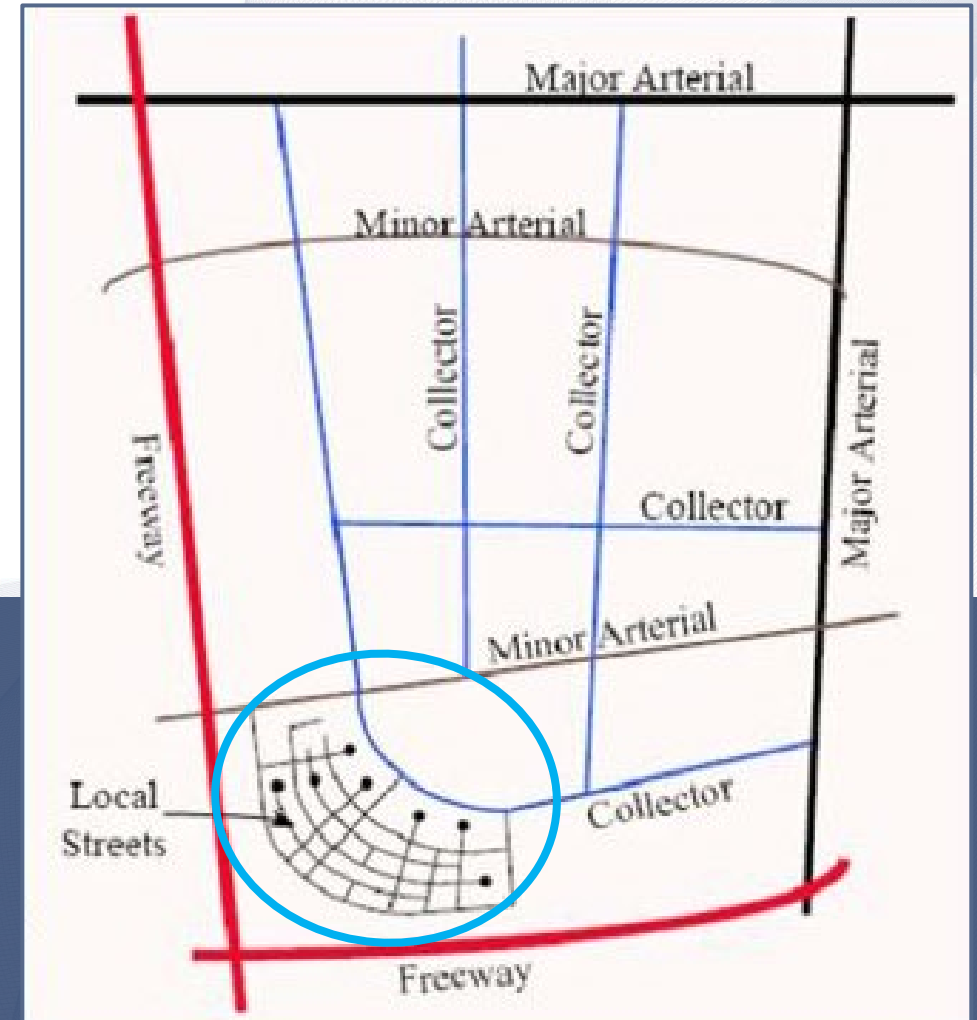 Major Arterial
Minor Arterial
Collector
Collector
Major Arterial
Freeway
Collector
Minor Arterial
Local
Streets
Collector
Freeway